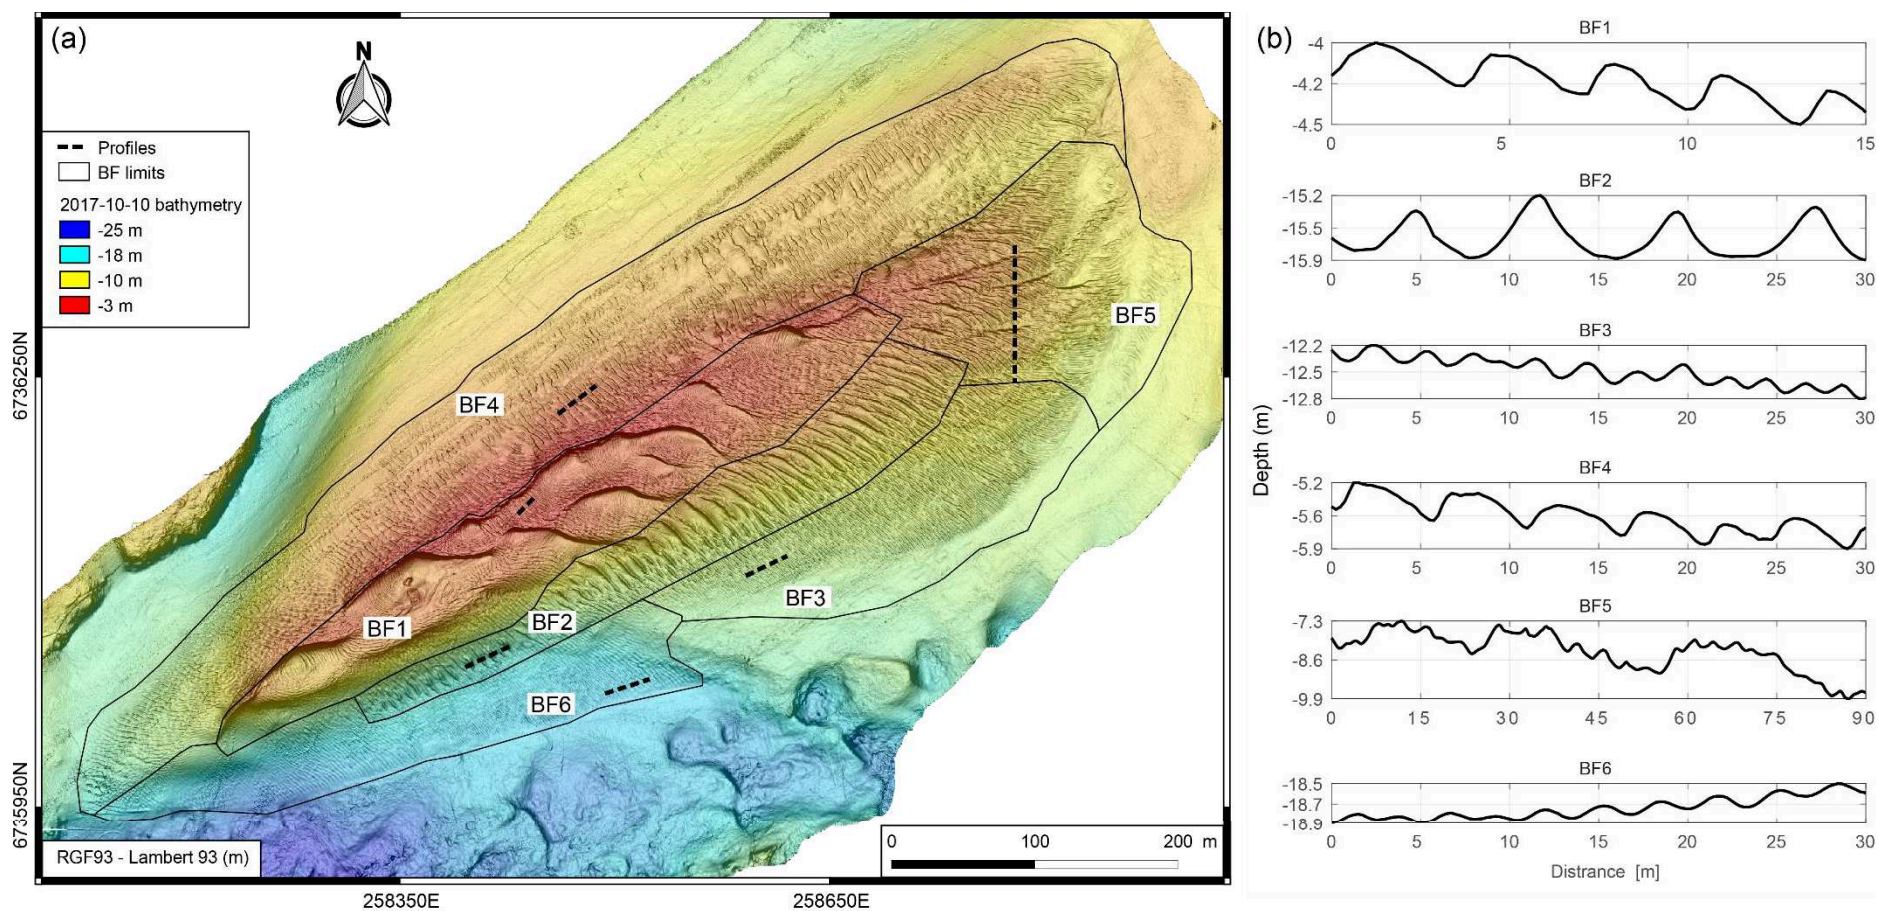 (a)
N
Profiles
BF limits
2017-10-10 bathymetry
-25 m
-18 m
-10 m
-3 m
BF4
BF5
BF1
BF2
BF3
BF6
6736250N
6735950N
RGF93 - Lambert 93 (m)
0 100 200 m
258350E 258650E
(b)
Depth (m)
BF1
-4
-4.2
-4.5
0 5 10 15
BF2
-15.2
-15.5
-15.9
0 5 10 15 20 25 30
BF3
-12.2
-12.5
-12.8
0 5 10 15 20 25 30
BF4
-5.2
-5.6
-5.9
0 5 10 15 20 25 30
BF5
-7.3
-8.6
-9.9
0 15 30 45 60 75 90
BF6
-18.5
-18.7
-18.9
0 5 10 15 20 25 30
Distrance [m]